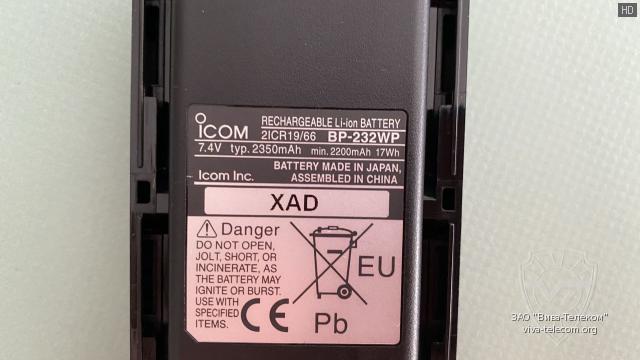 HD
ICOM
RECHARGEABLE Li-ion BATTERY
2ICR19/66 BP-232WP
7.4V typ. 2350mAh min. 2200mAh 17Wh
BATTERY MADE IN JAPAN,
Icom Inc. ASSEMBLED IN CHINA
XAD
Danger
DO NOT OPEN,
JOLT, SHORT, OR
INCINERATE, AS
THE BATTERY MAY
IGNITE OR BURST.
USE WITH
SPECIFIED
ITEMS.
CE
EU
Pb
ЗАО "Вива-Телеком"
viva-telecom.org